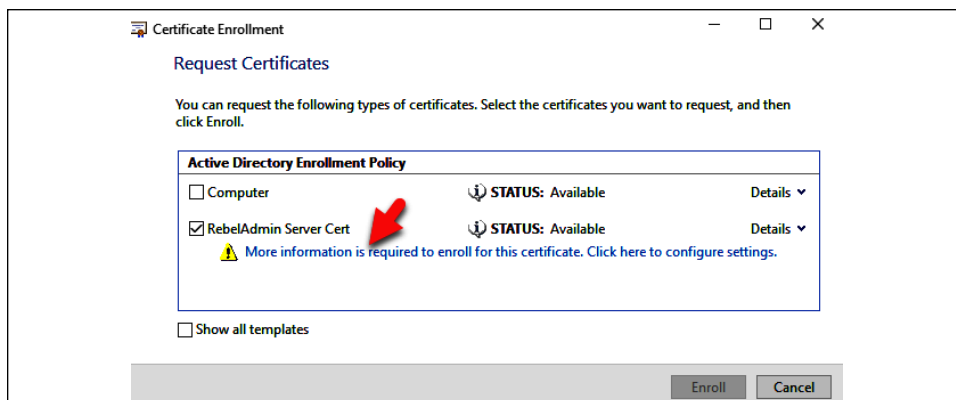 Certificate Enrollment
Request Certificates
You can request the following types of certificates. Select the certificates you want to request, and then
click Enroll.
Active Directory Enrollment Policy
Computer STATUS: Available Details
RebelAdmin Server Cert STATUS: Available Details
More information is required to enroll for this certificate. Click here to configure settings.
Show all templates
Enroll Cancel